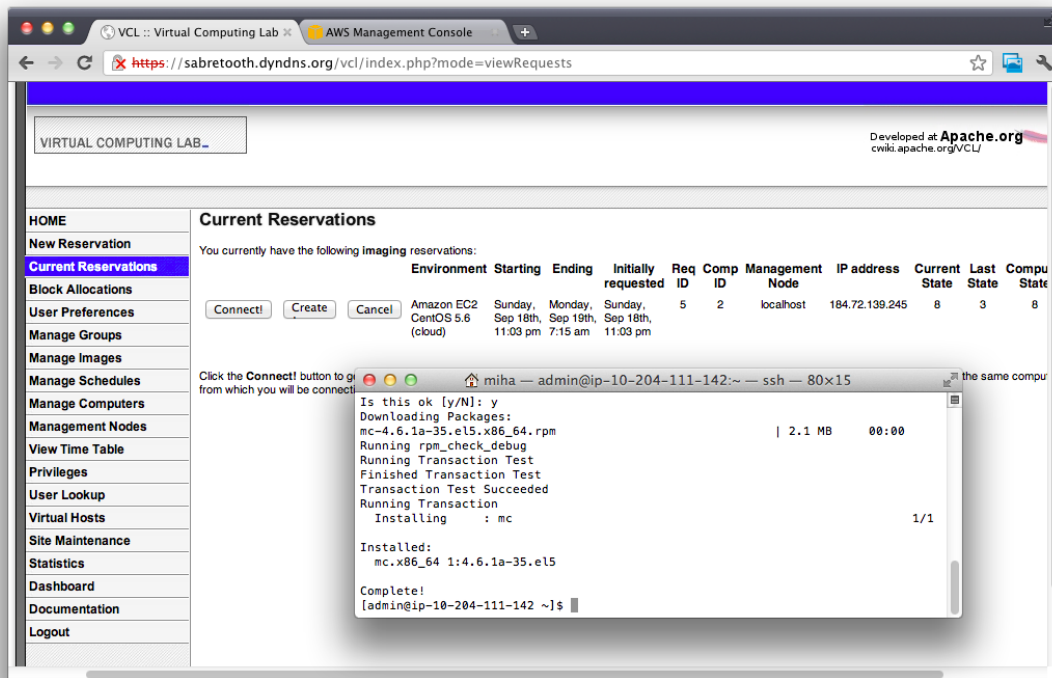 VCL :: Virtual Computing Lab
AWS Management Console
https://sabretooth.dyndns.org/vcl/index.php?mode=viewRequests
VIRTUAL COMPUTING LAB_
Developed at Apache.org
cwiki.apache.org/VCL/
HOME
New Reservation
Current Reservations
Block Allocations
User Preferences
Manage Groups
Manage Images
Manage Schedules
Manage Computers
Management Nodes
View Time Table
Privileges
User Lookup
Virtual Hosts
Site Maintenance
Statistics
Dashboard
Documentation
Logout
Current Reservations
You currently have the following imaging reservations:
Environment Starting Ending Initially requested Req ID Comp ID Management Node IP address Current State Last State Compu State
Connect! Create Cancel Amazon EC2 CentOS 5.6 (cloud) Sunday, Sep 18th, 11:03 pm Monday, Sep 19th, 7:15 am Sunday, Sep 18th, 11:03 pm 5 2 localhost 184.72.139.245 8 3 8
Click the Connect! button to g the same compu
from which you will be connecti
miha — admin@ip-10-204-111-142:~ — ssh — 80×15
Is this ok [y/N]: y
Downloading Packages:
mc-4.6.1a-35.el5.x86_64.rpm | 2.1 MB 00:00
Running rpm_check_debug
Running Transaction Test
Finished Transaction Test
Transaction Test Succeeded
Running Transaction
Installing : mc 1/1
Installed:
mc.x86_64 1:4.6.1a-35.el5
Complete!
[admin@ip-10-204-111-142 ~]$